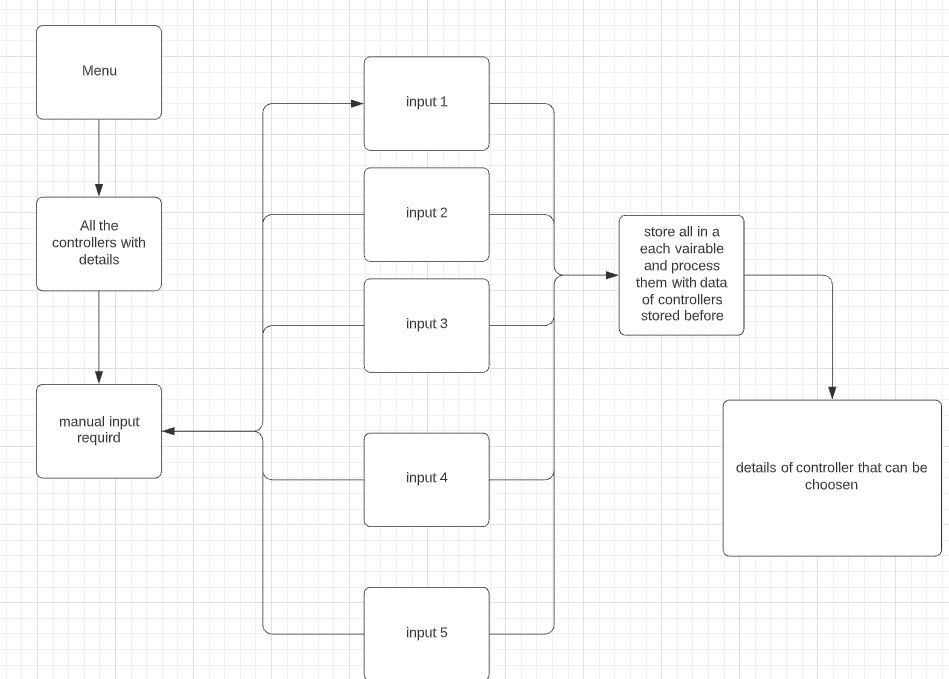 Menu
All the
controllers with
details
manual input
requird
input 1
input 2
input 3
input 4
input 5
store all in a
each vairable
and process
them with data
of controllers
stored before
details of controller that can be
choosen